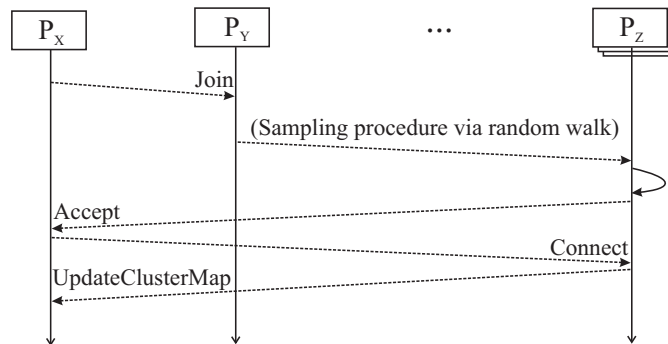 P_X
P_Y
...
P_Z
Join
(Sampling procedure via random walk)
Accept
Connect
UpdateClusterMap